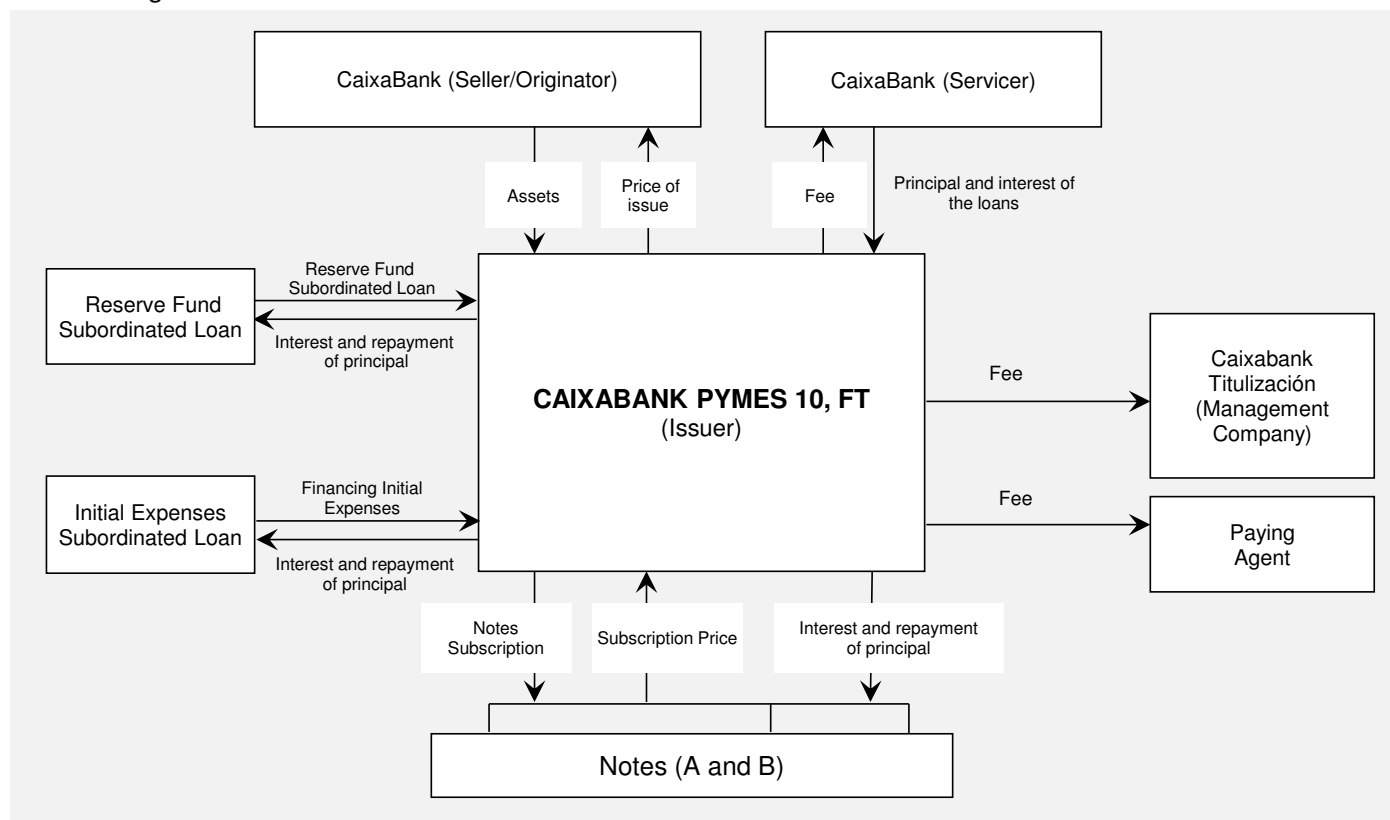 CaixaBank (Seller/Originator)
CaixaBank (Servicer)
Assets
Price of
issue
Fee
Principal and interest of
the loans
Reserve Fund
Subordinated Loan
Reserve Fund
Subordinated Loan
Interest and repayment
of principal
CAIXABANK PYMES 10, FT
(Issuer)
Fee
Caixabank
Titulización
(Management
Company)
Initial Expenses
Subordinated Loan
Financing Initial
Expenses
Interest and repayment
of principal
Fee
Paying
Agent
Notes
Subscription
Subscription Price
Interest and repayment
of principal
Notes (A and B)